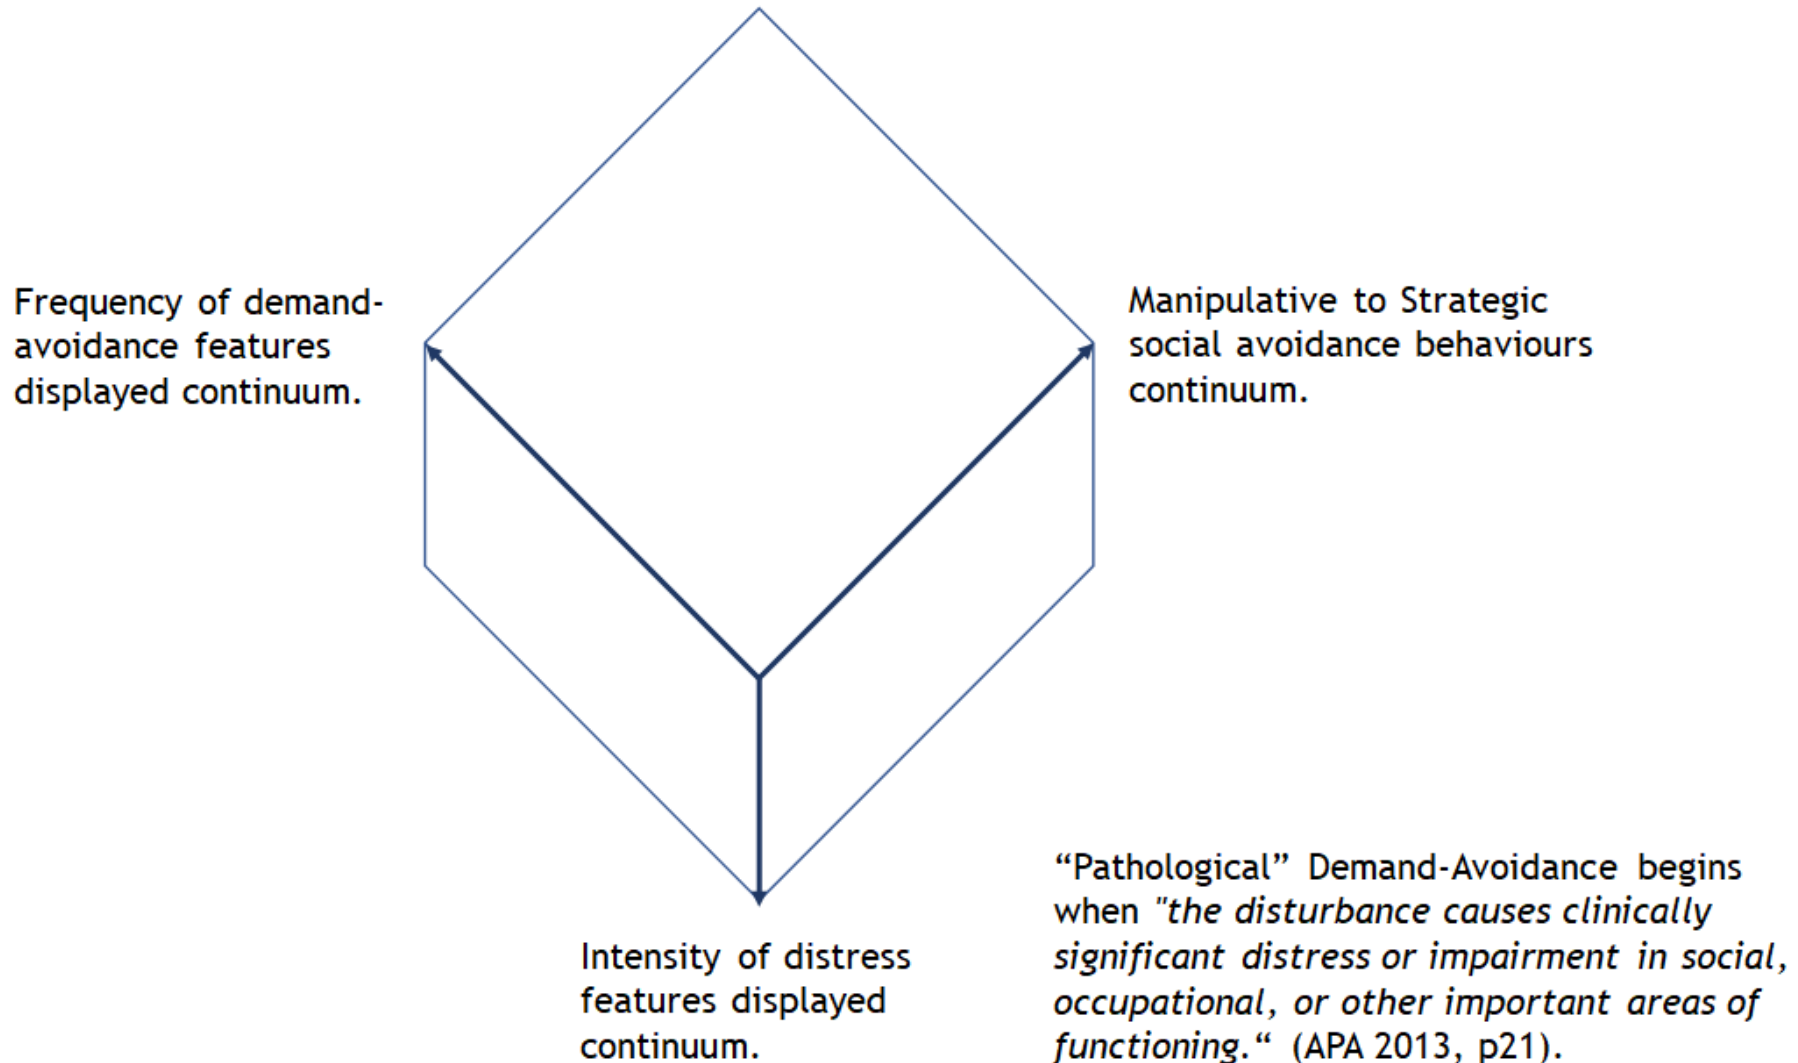 Frequency of demand-
avoidance features
displayed continuum.
Manipulative to Strategic
social avoidance behaviours
continuum.
Intensity of distress
features displayed
continuum.
“Pathological” Demand-Avoidance begins
when "the disturbance causes clinically
significant distress or impairment in social,
occupational, or other important areas of
functioning.“ (APA 2013, p21).